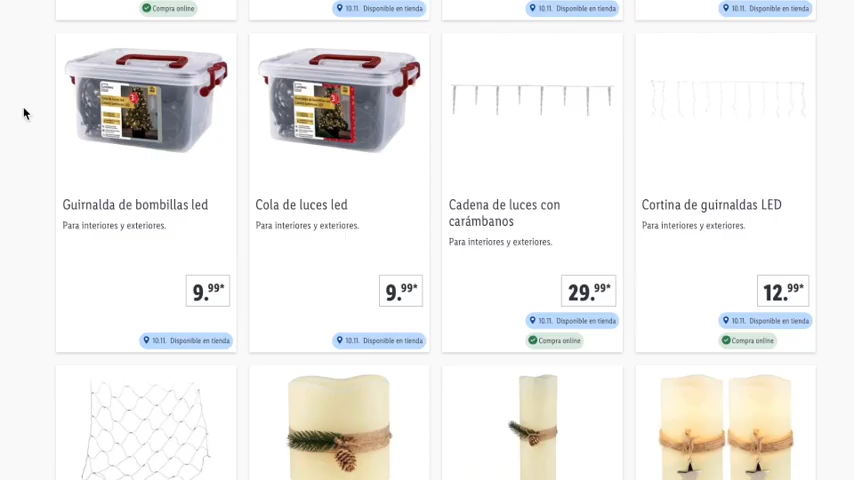 Compra online
10.11. Disponible en tienda
10.11. Disponible en tienda
10.11. Disponible en tienda
Guirnalda de bombillas led
Para interiores y exteriores.
9.99*
10.11. Disponible en tienda
Cola de luces led
Para interiores y exteriores.
9.99*
10.11. Disponible en tienda
Cadena de luces con
carámbanos
Para interiores y exteriores.
29.99*
10.11. Disponible en tienda
Compra online
Cortina de guirnaldas LED
Para interiores y exteriores.
12.99*
10.11. Disponible en tienda
Compra online